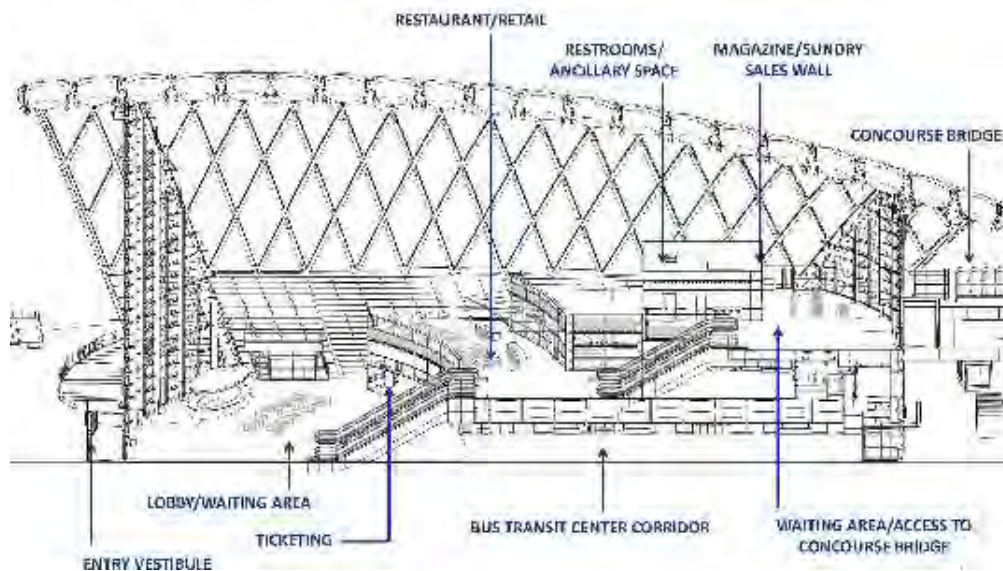 RESTAURANT/RETAIL
RESTROOMS/
ANCILLARY SPACE
MAGAZINE/SUNDRY
SALES WALL
CONCOURSE BRIDGE
LOBBY/WAITING AREA
TICKETING
ENTRY VESTIBULE
BUS TRANSIT CENTER CORRIDOR
WAITING AREA/ACCESS TO
CONCOURSE BRIDGE